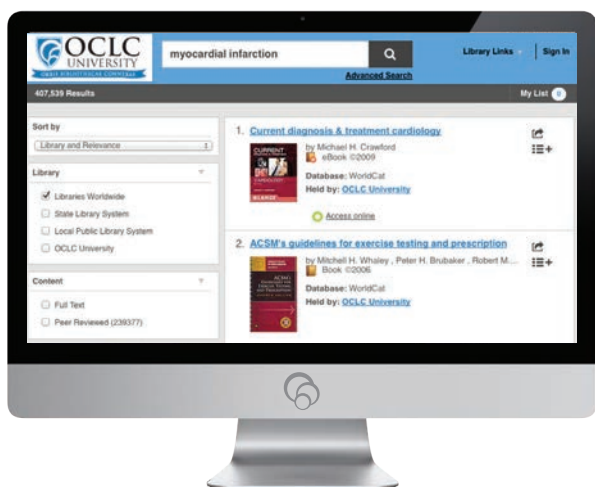 OCLC
UNIVERSITY
myocardial infarction
Library Links
Sign In
Advanced Search
407,539 Results
My List 0
Sort by
Library and Relevance
Library
Libraries Worldwide
State Library System
Local Public Library System
OCLC University
Content
Full Text
Peer Reviewed (239377)
1. Current diagnosis & treatment cardiology
by Michael H. Crawford
eBook ©2009
Database: WorldCat
Held by: OCLC University
Access online
CURRENT
2. ACSM's guidelines for exercise testing and prescription
by Mitchell H. Whaley , Peter H. Brubaker , Robert M....
Book ©2006
Database: WorldCat
Held by: OCLC University
ACSM's